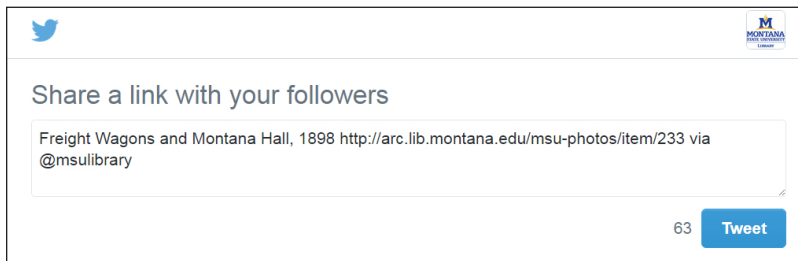 M
MONTANA
STATE UNIVERSITY
LIBRARY
Share a link with your followers
Freight Wagons and Montana Hall, 1898 http://arc.lib.montana.edu/msu-photos/item/233 via
@msulibrary
63
Tweet